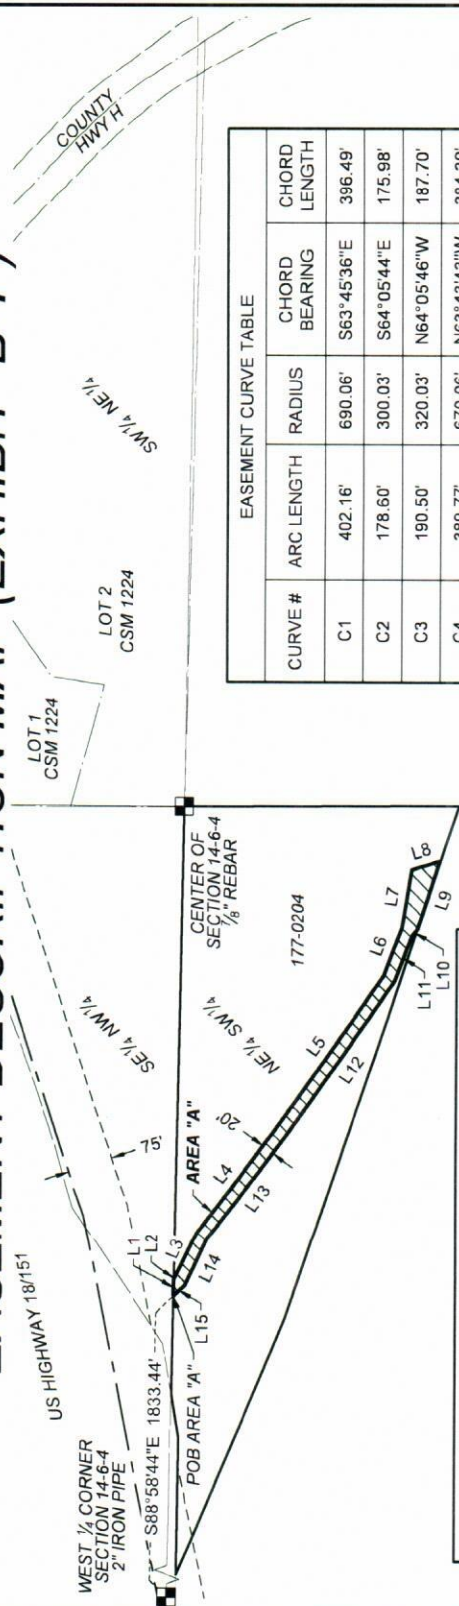 COUNTY
HWY H
SW¼ NE¼
LOT 1
CSM 1224
LOT 2
CSM 1224
US HIGHWAY 18/151
WEST ¼ CORNER
SECTION 14-6-4
2" IRON PIPE
S88°58'44"E 1833.44'
POB AREA "A"
75'
SE¼ NW¼
NE¼ SW¼
CENTER OF
SECTION 14-6-4
⅞" REBAR
177-0204
AREA "A"
20'
L1
L2
L3
L4
L5
L6
L7
L8
L9
L10
L11
L12
L13
L14
L15
EASEMENT CURVE TABLE
CURVE # ARC LENGTH RADIUS CHORD BEARING CHORD LENGTH
C1 402.16' 690.06' S63°45'36"E 396.49'
C2 178.60' 300.03' S64°05'44"E 175.98'
C3 190.50' 320.03' N64°05'46"W 187.70'
C4